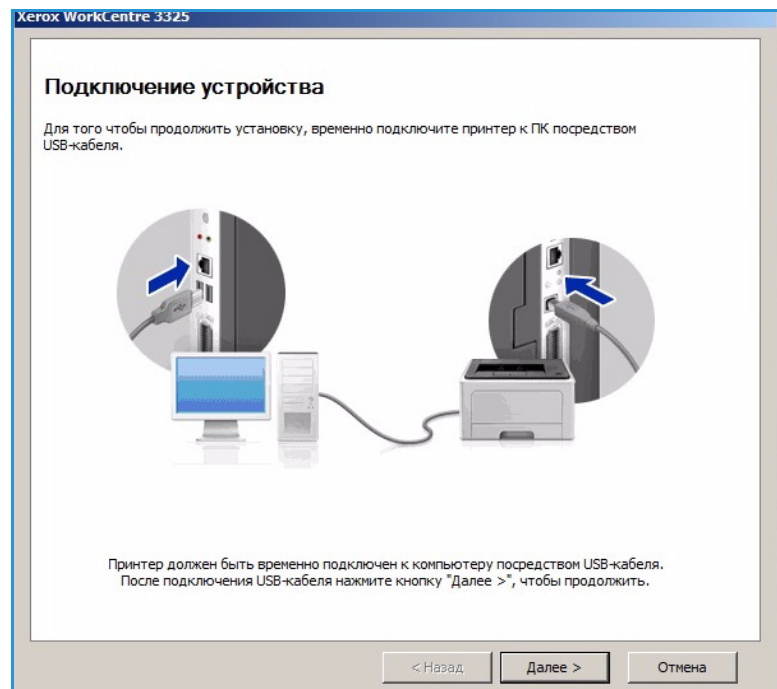 Xerox WorkCentre 3325
Подключение устройства
Для того чтобы продолжить установку, временно подключите принтер к ПК посредством
USB-кабеля.
Принтер должен быть временно подключен к компьютеру посредством USB-кабеля.
После подключения USB-кабеля нажмите кнопку "Далее >", чтобы продолжить.
< Назад Далее > Отмена